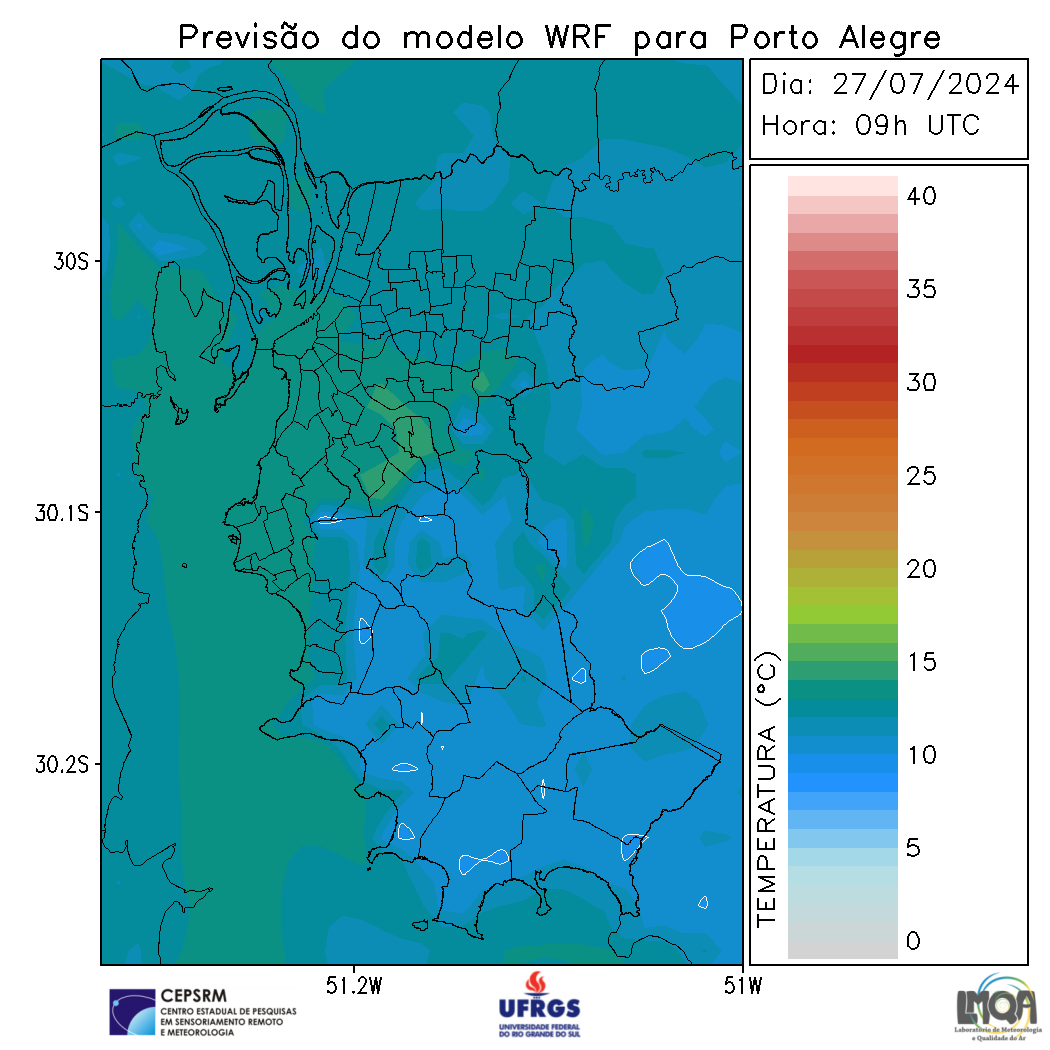 Previsão do modelo WRF para Porto Alegre
Dia: 27/07/2024
Hora: 09h UTC
40
35
30
25
20
15
10
5
0
TEMPERATURA (°C)
30S
30.1S
30.2S
51.2W
51W
CEPSRM
CENTRO ESTADUAL DE PESQUISAS
EM SENSORIAMENTO REMOTO
E METEOROLOGIA
UFRGS
UNIVERSIDADE FEDERAL
DO RIO GRANDE DO SUL
LMQA
Laboratório de Meteorologia
e Qualidade do Ar